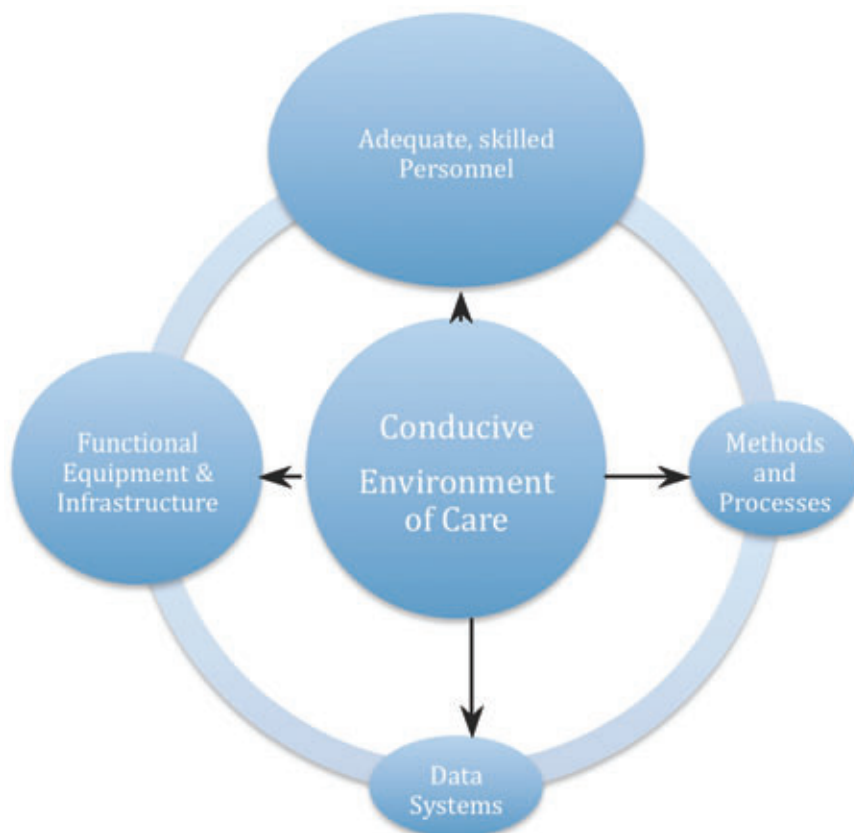 Adequate, skilled
Personnel
Functional
Equipment &
Infrastructure
Conducive
Environment
of Care
Methods
and
Processes
Data
Systems